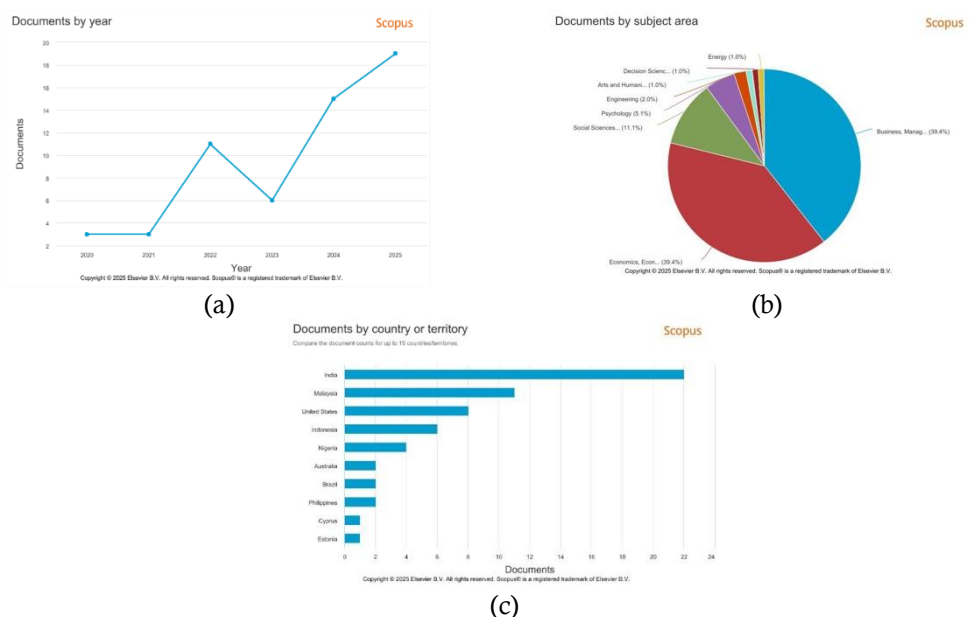 Documents by year
Scopus
20
18
16
14
12
10
8
6
4
2
Documents
2020 2021 2022 2023 2024 2025
Year
Copyright © 2025 Elsevier B.V. All rights reserved. Scopus® is a registered trademark of Elsevier B.V.
(a)
Documents by subject area
Scopus
Energy (1.0%)
Decision Scienc... (1.0%)
Arts and Humani... (1.0%)
Engineering (2.0%)
Psychology (5.1%)
Social Sciences... (11.1%)
Business, Manag... (39.4%)
Economics, Econ... (39.4%)
Copyright © 2025 Elsevier B.V. All rights reserved. Scopus® is a registered trademark of Elsevier B.V.
(b)
Documents by country or territory
Scopus
Compare the document counts for up to 15 countries/territories.
India
Malaysia
United States
Indonesia
Nigeria
Australia
Brazil
Philippines
Cyprus
Estonia
0 2 4 6 8 10 12 14 16 18 20 22 24
Documents
Copyright © 2025 Elsevier B.V. All rights reserved. Scopus® is a registered trademark of Elsevier B.V.
(c)